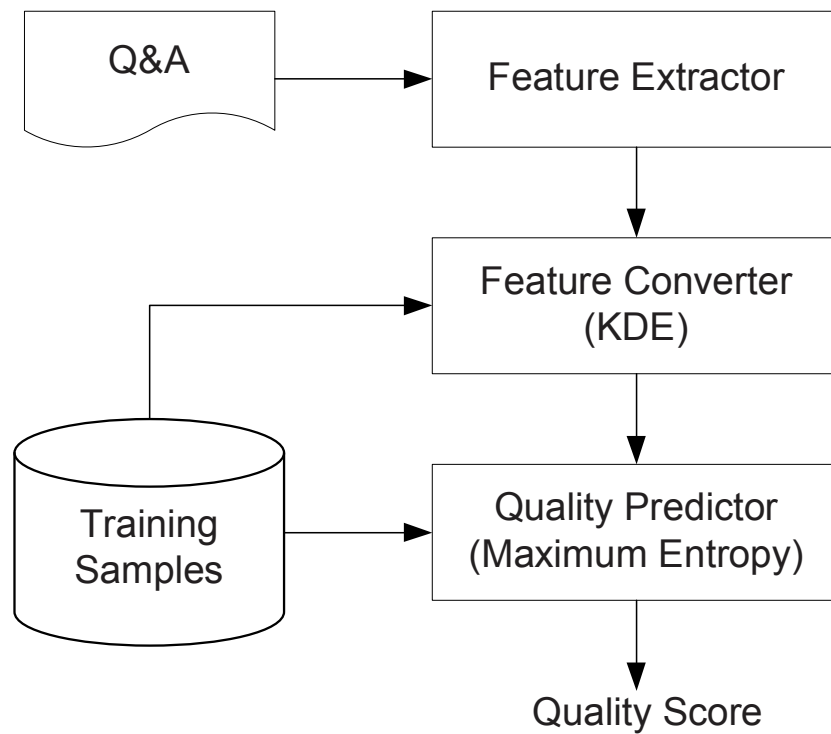 Q&A
Feature Extractor
Feature Converter
(KDE)
Training
Samples
Quality Predictor
(Maximum Entropy)
Quality Score